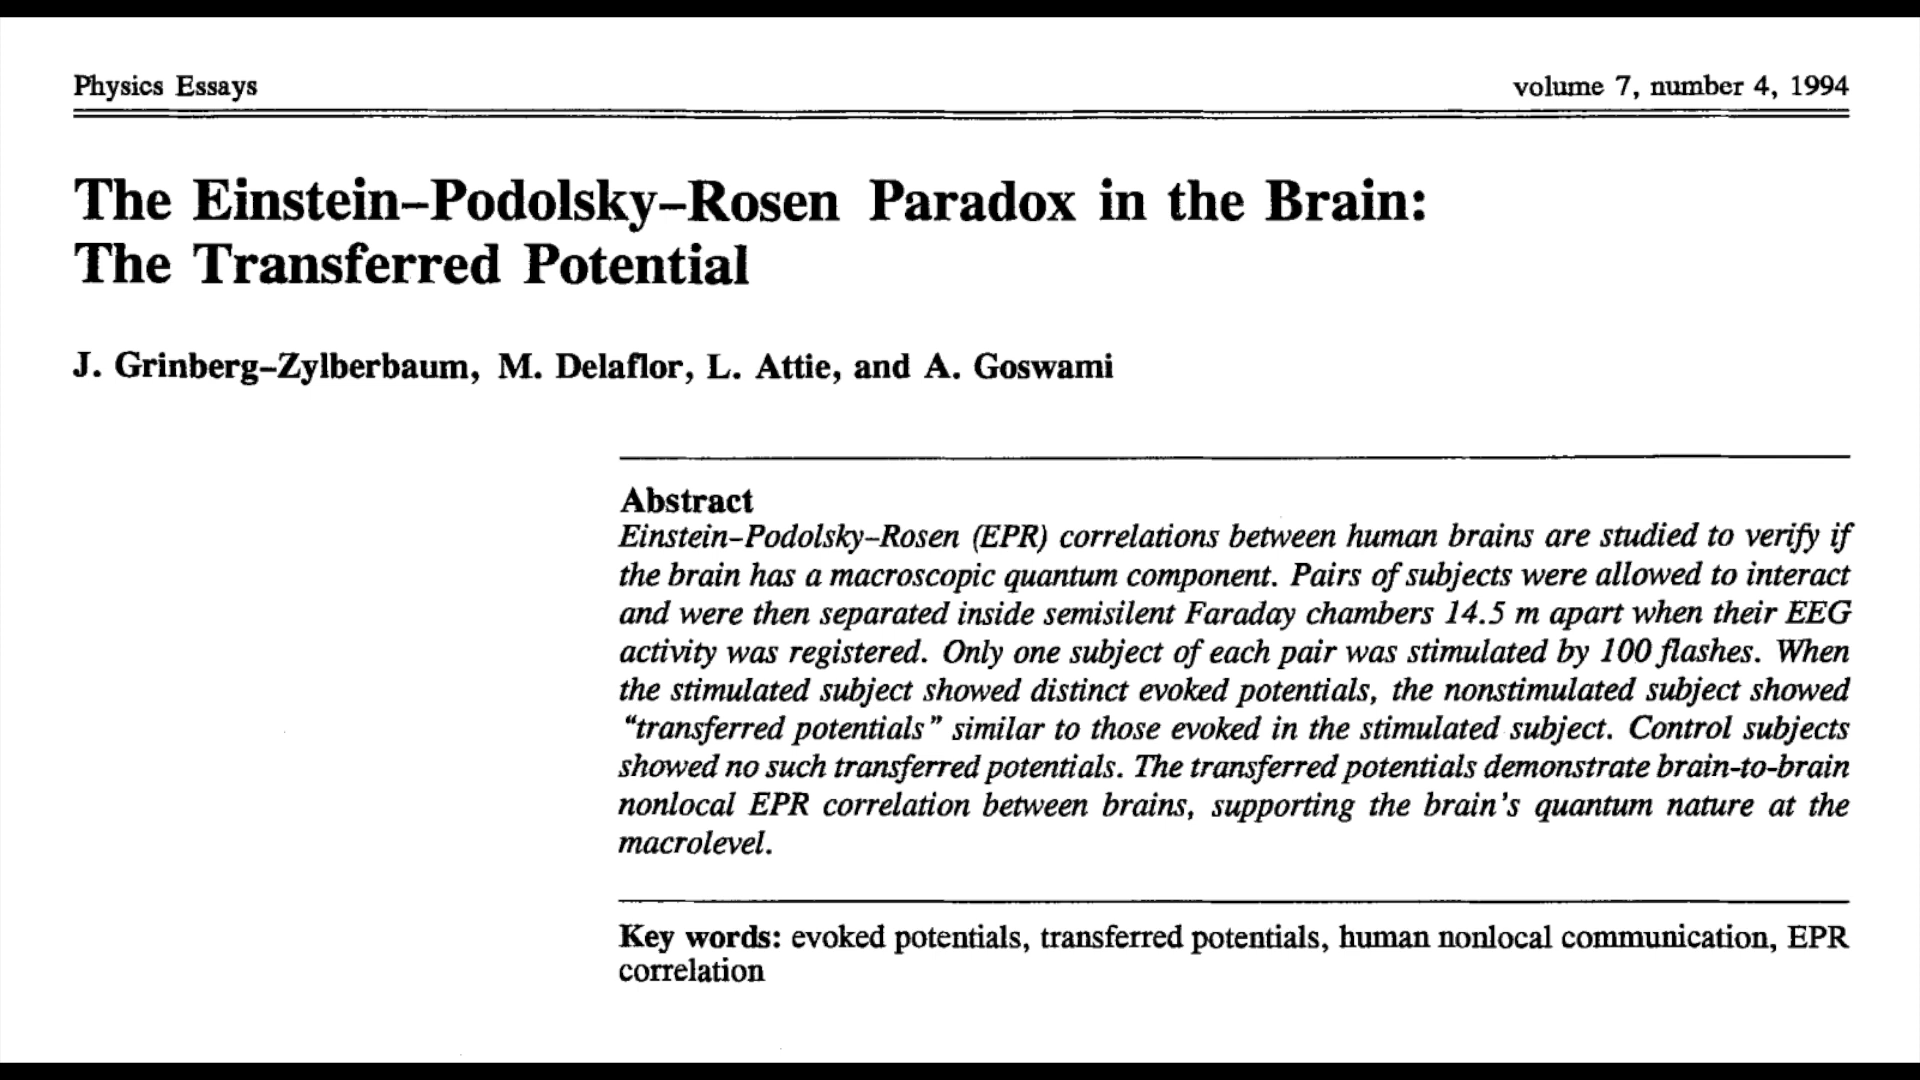 Physics Essays
volume 7, number 4, 1994
The Einstein–Podolsky–Rosen Paradox in the Brain:
The Transferred Potential
J. Grinberg–Zylberbaum, M. Delaflor, L. Attie, and A. Goswami
Abstract
Einstein–Podolsky–Rosen (EPR) correlations between human brains are studied to verify if
the brain has a macroscopic quantum component. Pairs of subjects were allowed to interact
and were then separated inside semisilent Faraday chambers 14.5 m apart when their EEG
activity was registered. Only one subject of each pair was stimulated by 100 flashes. When
the stimulated subject showed distinct evoked potentials, the nonstimulated subject showed
“transferred potentials” similar to those evoked in the stimulated subject. Control subjects
showed no such transferred potentials. The transferred potentials demonstrate brain-to-brain
nonlocal EPR correlation between brains, supporting the brain’s quantum nature at the
macrolevel.
Key words: evoked potentials, transferred potentials, human nonlocal communication, EPR
correlation